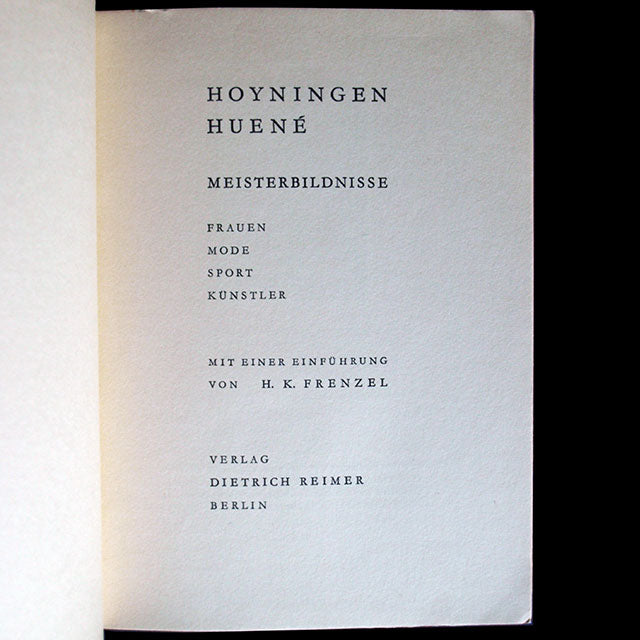 HOYNINGEN
HUENÉ
MEISTERBILDNISSE
FRAUEN
MODE
SPORT
KÜNSTLER
MIT EINER EINFÜHRUNG
VON H. K. FRENZEL
VERLAG
DIETRICH REIMER
BERLIN